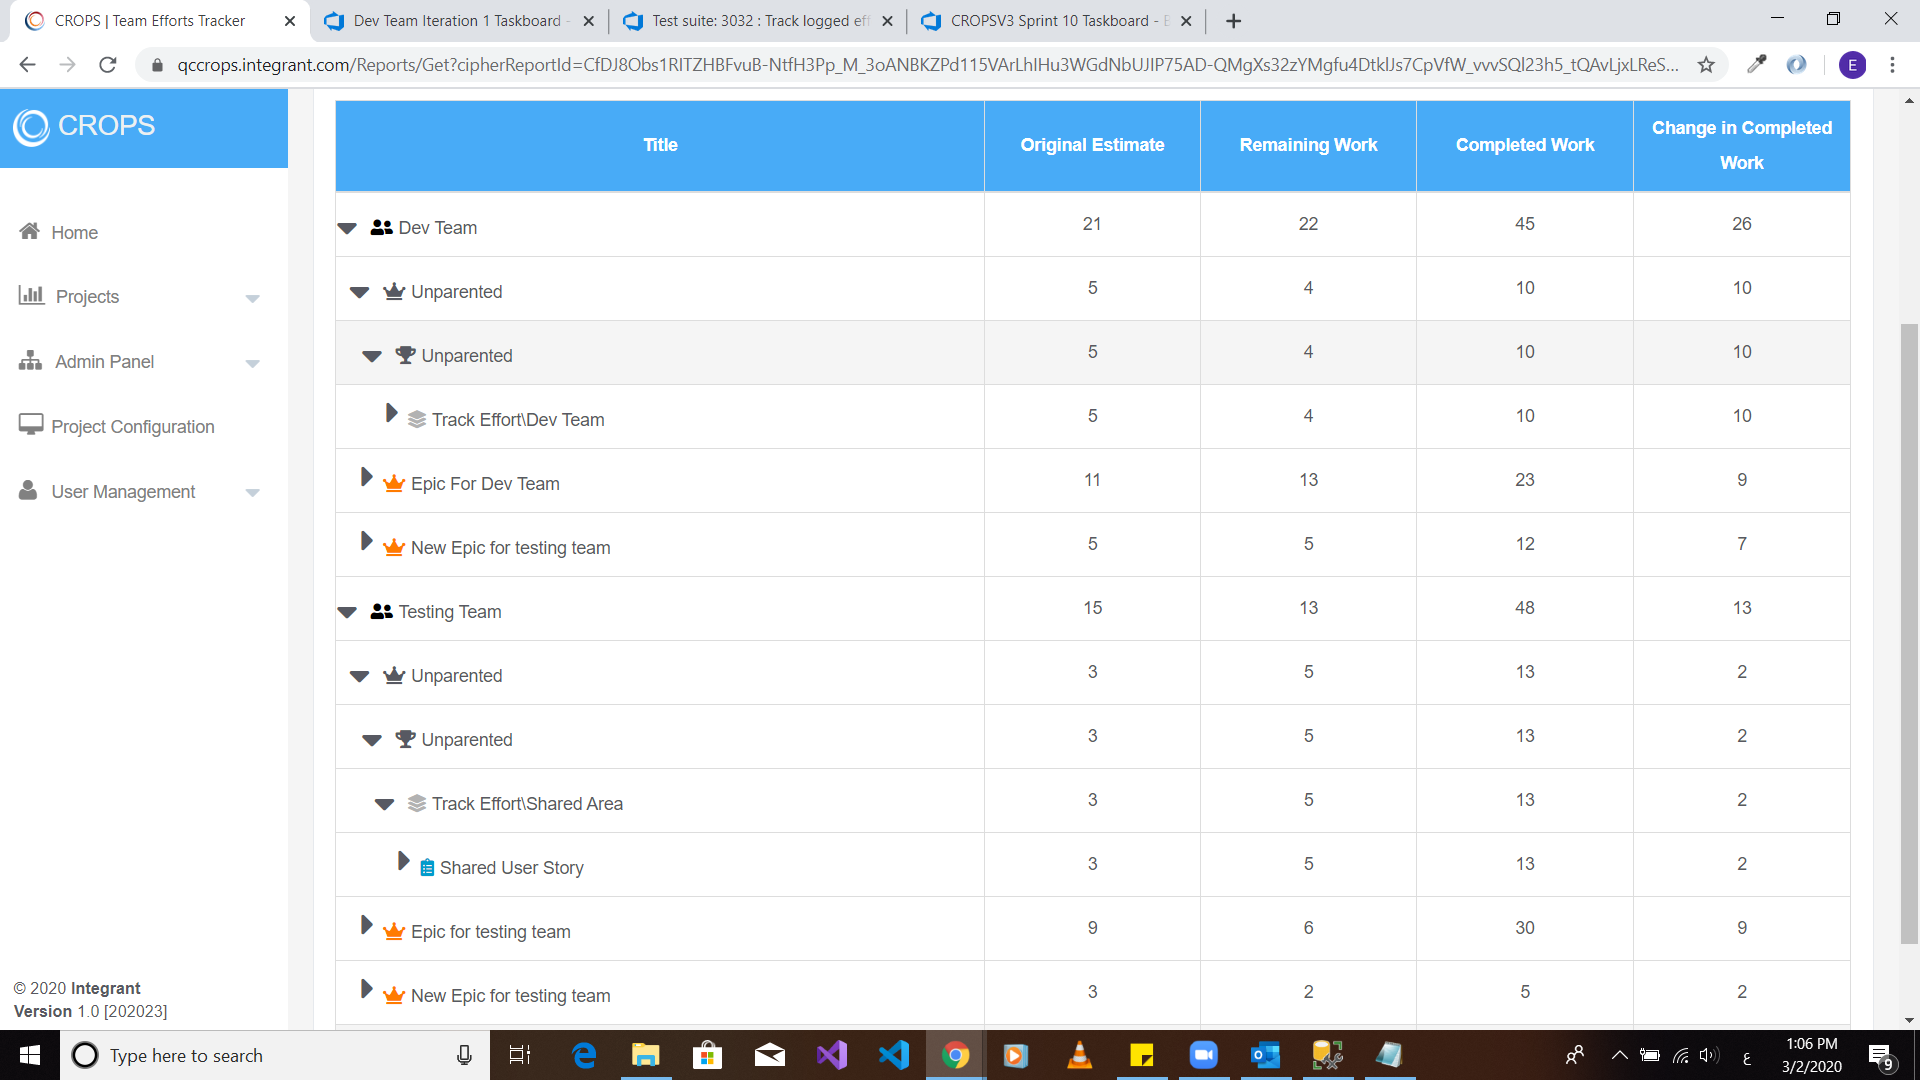 CROPS | Team Efforts Tracker
Dev Team Iteration 1 Taskboard -
Test suite: 3032 : Track logged eff
CROPSV3 Sprint 10 Taskboard -
qccrops.integrant.com/Reports/Get?cipherReportId=CfDJ8Obs1RlTZHBFvuB-NtfH3Pp_M_3oANBKZPd115VArLhIHu3WGdNbUJIP75AD-QMgXs32zYMgfu4DtklJs7CpVfW_vvvSQl23h5_tQAvLjxLReS...
E
CROPS
Home
Projects
Admin Panel
Project Configuration
User Management
© 2020 Integrant
Version 1.0 [202023]
Title Original Estimate Remaining Work Completed Work Change in Completed
Work
Dev Team 21 22 45 26
Unparented 5 4 10 10
Unparented 5 4 10 10
Track Effort\Dev Team 5 4 10 10
Epic For Dev Team 11 13 23 9
New Epic for testing team 5 5 12 7
Testing Team 15 13 48 13
Unparented 3 5 13 2
Unparented 3 5 13 2
Track Effort\Shared Area 3 5 13 2
Shared User Story 3 5 13 2
Epic for testing team 9 6 30 9
New Epic for testing team 3 2 5 2
Type here to search
ع
1:06 PM
3/2/2020
9